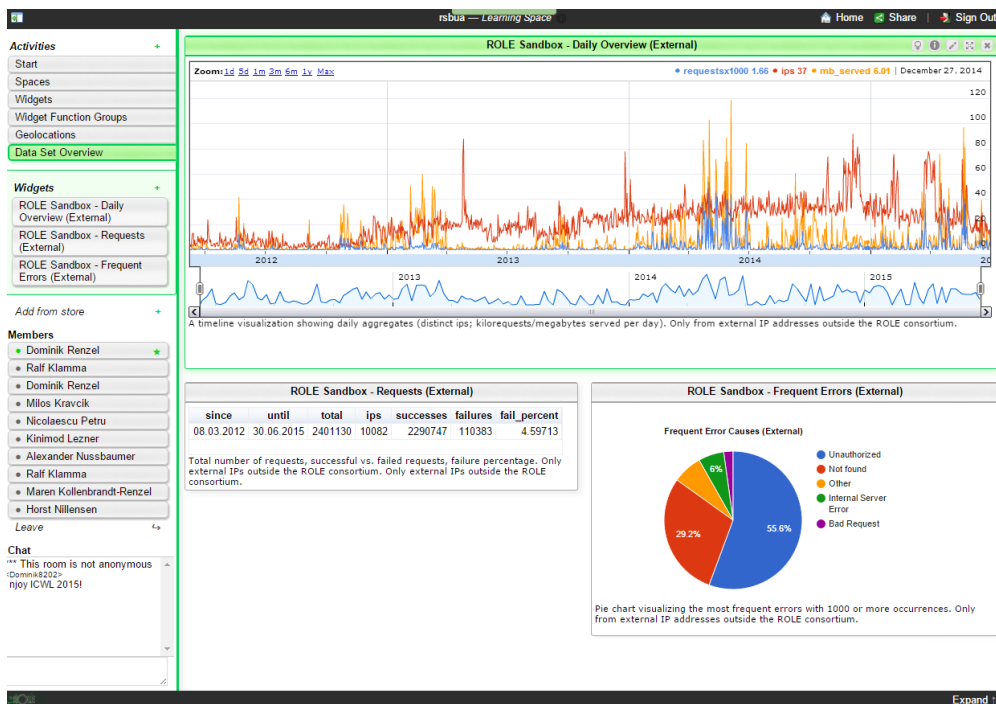 rsbua — Learning Space
Home
Share
Sign Out
Activities
Start
Spaces
Widgets
Widget Function Groups
Geolocations
Data Set Overview
Widgets
ROLE Sandbox - Daily
Overview (External)
ROLE Sandbox - Requests
(External)
ROLE Sandbox - Frequent
Errors (External)
Add from store
Members
Dominik Renzel
Ralf Klamma
Dominik Renzel
Milos Kravcik
Nicolaescu Petru
Kinimod Lezner
Alexander Nussbaumer
Ralf Klamma
Maren Kollenbrandt-Renzel
Horst Nillensen
Leave
Chat
** This room is not anonymous
<Dominik8202>
njoy ICWL 2015!
ROLE Sandbox - Daily Overview (External)
Zoom: 1d 5d 1m 3m 6m 1y Max
requestsx1000 1.66 ips 37 mb_served 6.01 | December 27, 2014
120
100
80
60
40
20
0
2012 2013 2014 20
2013 2014 2015
A timeline visualization showing daily aggregates (distinct ips; kilorequests/megabytes served per day). Only from external IP addresses outside the ROLE consortium.
ROLE Sandbox - Requests (External)
since until total ips successes failures fail_percent
08.03.2012 30.06.2015 2401130 10082 2290747 110383 4.59713
Total number of requests, successful vs. failed requests, failure percentage. Only
external IPs outside the ROLE consortium. Only external IPs outside the ROLE
consortium.
ROLE Sandbox - Frequent Errors (External)
Frequent Error Causes (External)
Unauthorized
Not found
Other
Internal Server
Error
Bad Request
6%
29.2%
55.6%
Pie chart visualizing the most frequent errors with 1000 or more occurrences. Only
from external IP addresses outside the ROLE consortium.
Expand ↑